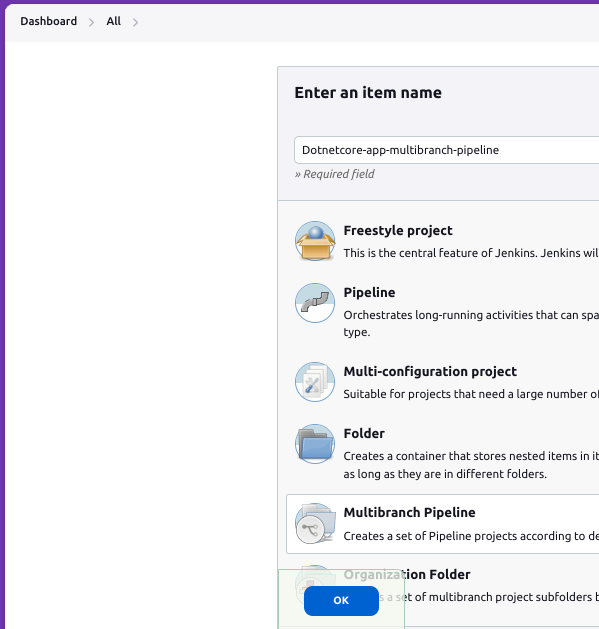 Dashboard > All >
Enter an item name
Dotnetcore-app-multibranch-pipeline
» Required field
Freestyle project
This is the central feature of Jenkins. Jenkins wil
Pipeline
Orchestrates long-running activities that can spa
type.
Multi-configuration project
Suitable for projects that need a large number of
Folder
Creates a container that stores nested items in it
as long as they are in different folders.
Multibranch Pipeline
Creates a set of Pipeline projects according to de
Organization Folder
s a set of multibranch project subfolders b
OK